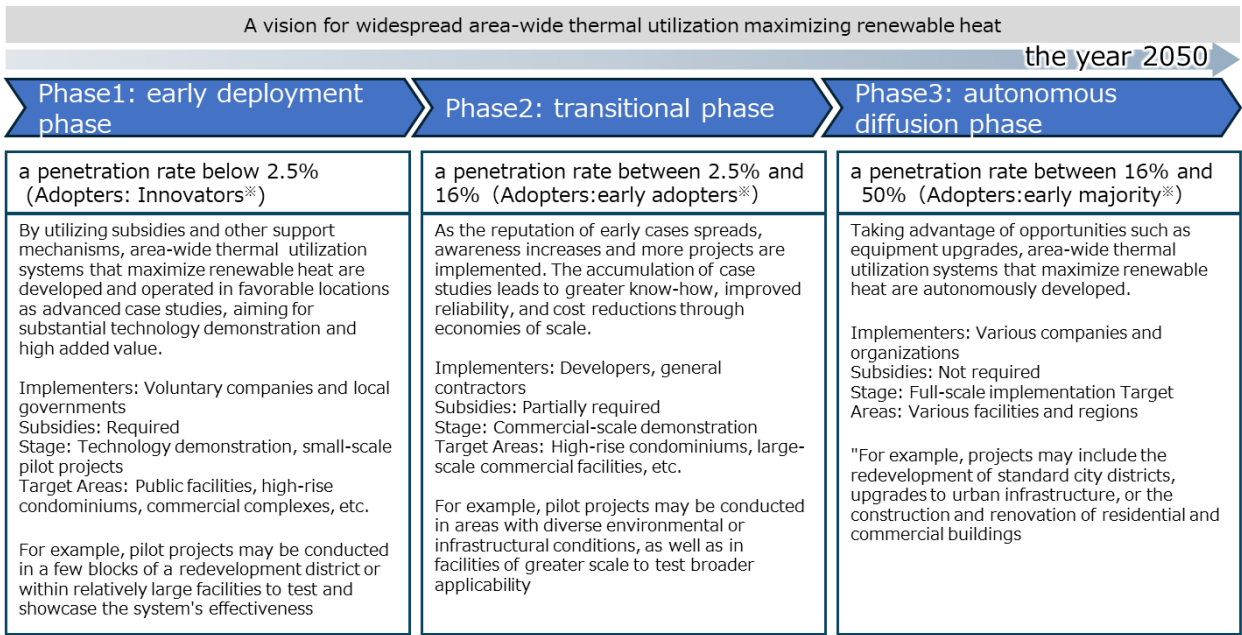 A vision for widespread area-wide thermal utilization maximizing renewable heat
the year 2050
Phase1: early deployment
phase
Phase2: transitional phase
Phase3: autonomous
diffusion phase
a penetration rate below 2.5%
(Adopters: Innovators※)
By utilizing subsidies and other support
mechanisms, area-wide thermal utilization
systems that maximize renewable heat are
developed and operated in favorable locations
as advanced case studies, aiming for
substantial technology demonstration and
high added value.
Implementers: Voluntary companies and local
governments
Subsidies: Required
Stage: Technology demonstration, small-scale
pilot projects
Target Areas: Public facilities, high-rise
condominiums, commercial complexes, etc.
For example, pilot projects may be conducted
in a few blocks of a redevelopment district or
within relatively large facilities to test and
showcase the system's effectiveness
a penetration rate between 2.5% and
16%（Adopters:early adopters※）
As the reputation of early cases spreads,
awareness increases and more projects are
implemented. The accumulation of case
studies leads to greater know-how, improved
reliability, and cost reductions through
economies of scale.
Implementers: Developers, general
contractors
Subsidies: Partially required
Stage: Commercial-scale demonstration
Target Areas: High-rise condominiums, large-
scale commercial facilities, etc.
For example, pilot projects may be conducted
in areas with diverse environmental or
infrastructural conditions, as well as in
facilities of greater scale to test broader
applicability
a penetration rate between 16% and
50%（Adopters:early majority※）
Taking advantage of opportunities such as
equipment upgrades, area-wide thermal
utilization systems that maximize renewable
heat are autonomously developed.
Implementers: Various companies and
organizations
Subsidies: Not required
Stage: Full-scale implementation Target
Areas: Various facilities and regions
"For example, projects may include the
redevelopment of standard city districts,
upgrades to urban infrastructure, or the
construction and renovation of residential and
commercial buildings